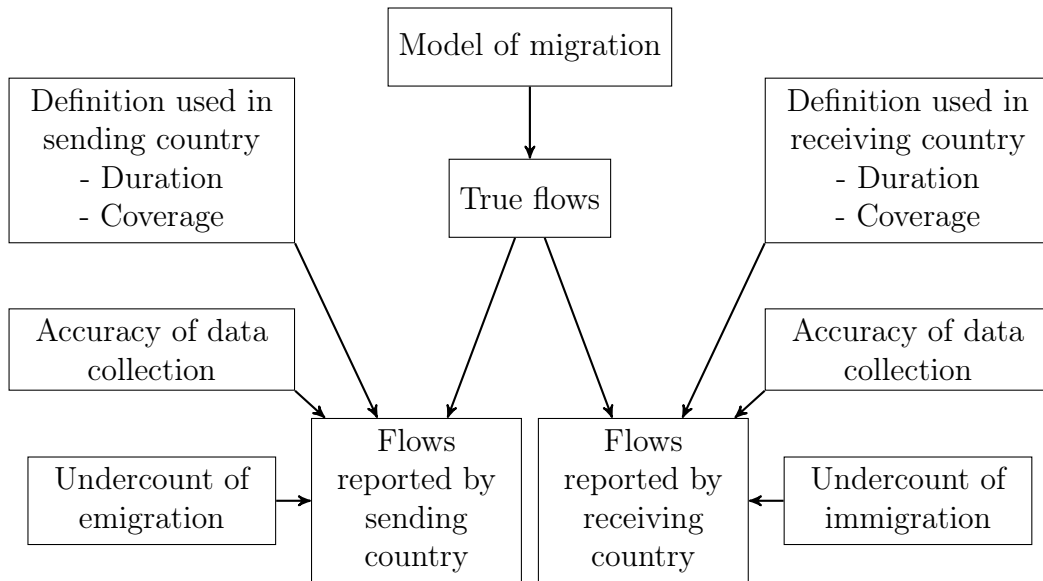 Model of migration
Definition used in
sending country
- Duration
- Coverage
Definition used in
receiving country
- Duration
- Coverage
True flows
Accuracy of data
collection
Accuracy of data
collection
Flows
reported by
sending
country
Flows
reported by
receiving
country
Undercount of
emigration
Undercount of
immigration